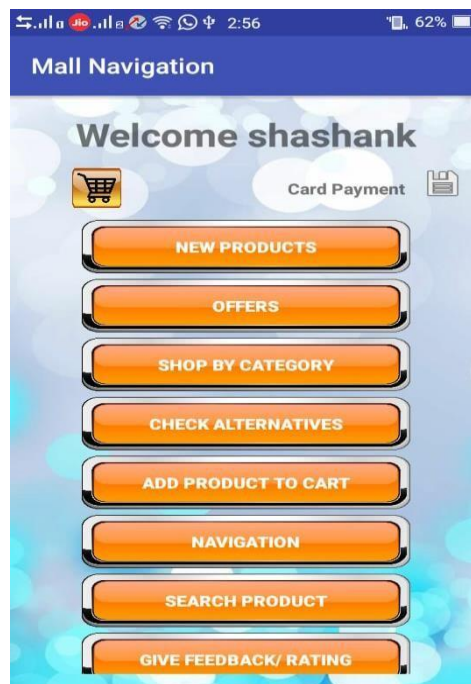 Jio 2:56 62%
Mall Navigation
Welcome shashank
Card Payment
NEW PRODUCTS
OFFERS
SHOP BY CATEGORY
CHECK ALTERNATIVES
ADD PRODUCT TO CART
NAVIGATION
SEARCH PRODUCT
GIVE FEEDBACK/ RATING